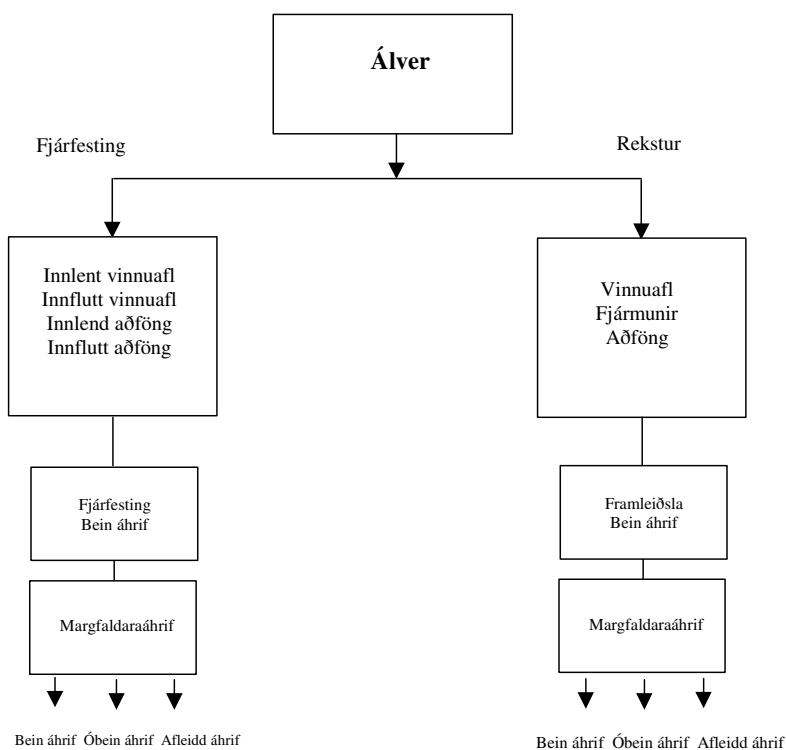 Álver
Fjárfesting
Rekstur
Innlent vinnuafl
Innflutt vinnuafl
Innlend aðföng
Innflutt aðföng
Vinnuafl
Fjármunir
Aðföng
Fjárfesting
Bein áhrif
Framleiðsla
Bein áhrif
Margfaldaraáhrif
Margfaldaraáhrif
Bein áhrif Óbein áhrif Afleidd áhrif
Bein áhrif Óbein áhrif Afleidd áhrif